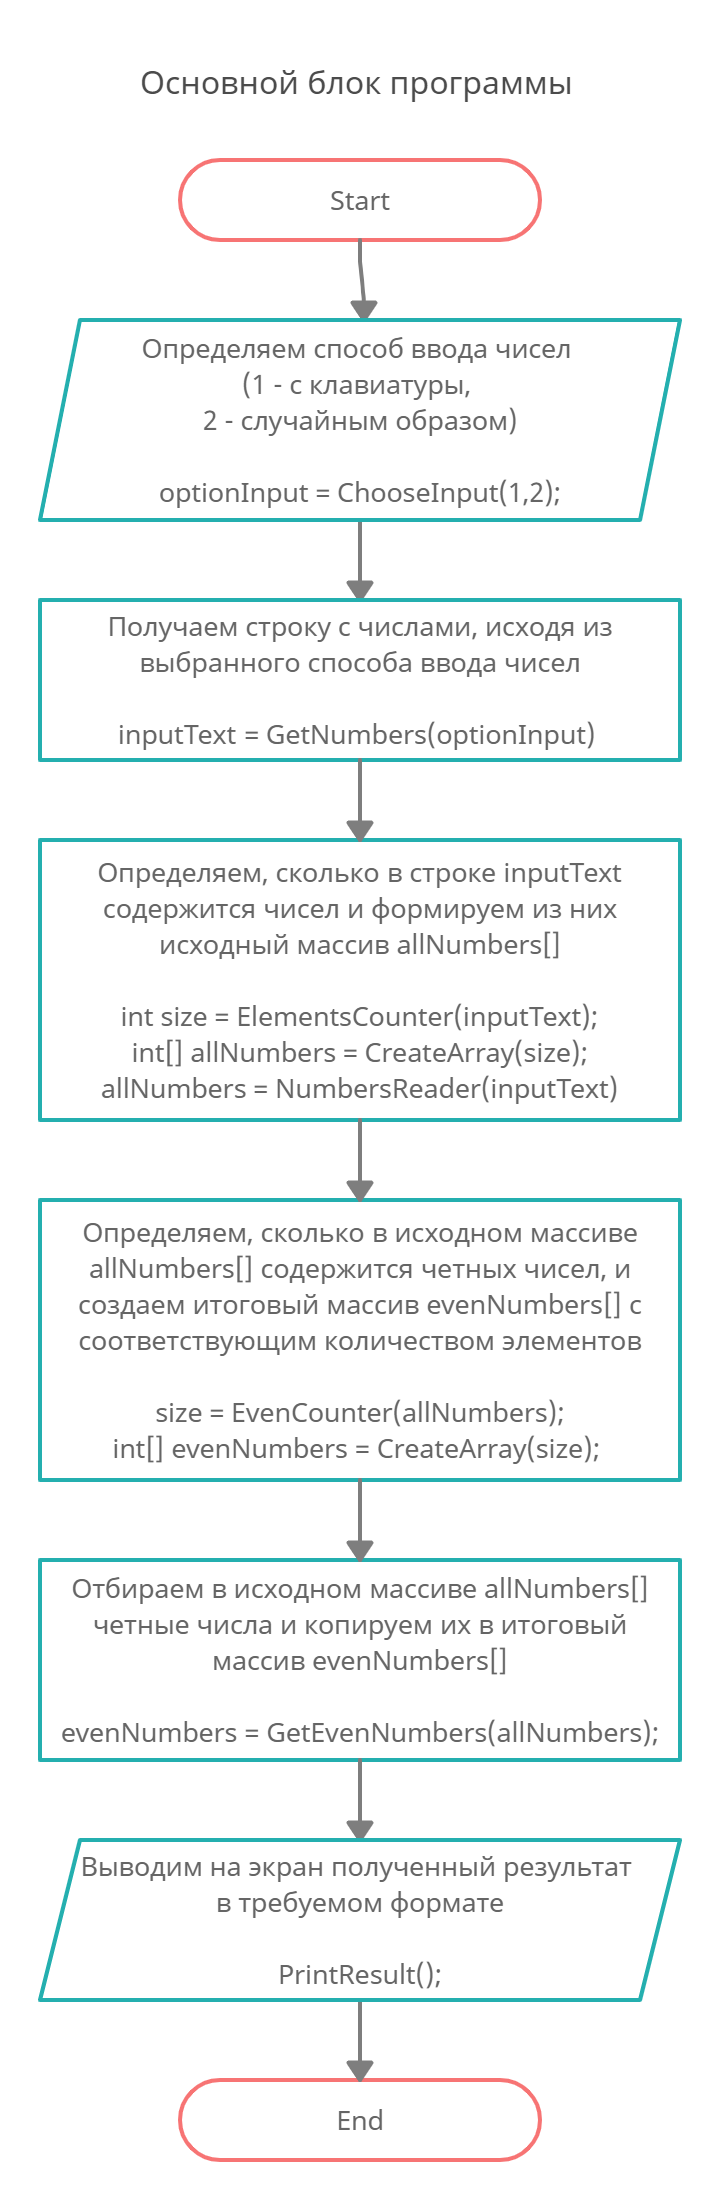 Основной блок программы
Start
Определяем способ ввода чисел
(1 - с клавиатуры,
2 - случайным образом)
optionInput = ChooseInput(1,2);
Получаем строку с числами, исходя из
выбранного способа ввода чисел
inputText = GetNumbers(optionInput)
Определяем, сколько в строке inputText
содержится чисел и формируем из них
исходный массив allNumbers[]
int size = ElementsCounter(inputText);
int[] allNumbers = CreateArray(size);
allNumbers = NumbersReader(inputText)
Определяем, сколько в исходном массиве
allNumbers[] содержится четных чисел, и
создаем итоговый массив evenNumbers[] с
соответствующим количеством элементов
size = EvenCounter(allNumbers);
int[] evenNumbers = CreateArray(size);
Отбираем в исходном массиве allNumbers[]
четные числа и копируем их в итоговый
массив evenNumbers[]
evenNumbers = GetEvenNumbers(allNumbers);
Выводим на экран полученный результат
в требуемом формате
PrintResult();
End